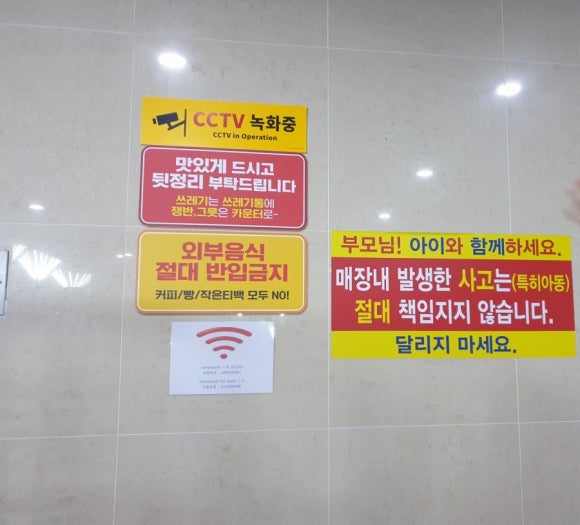 CCTV 녹화중
CCTV in Operation
맛있게 드시고
뒷정리 부탁드립니다
쓰레기는 쓰레기통에
쟁반,그릇은 카운터로~
외부음식
절대 반입금지
커피/빵/작은티백 모두 NO!
부모님! 아이와 함께하세요.
매장내 발생한 사고는(특히아동)
절대 책임지지 않습니다.
달리지 마세요.